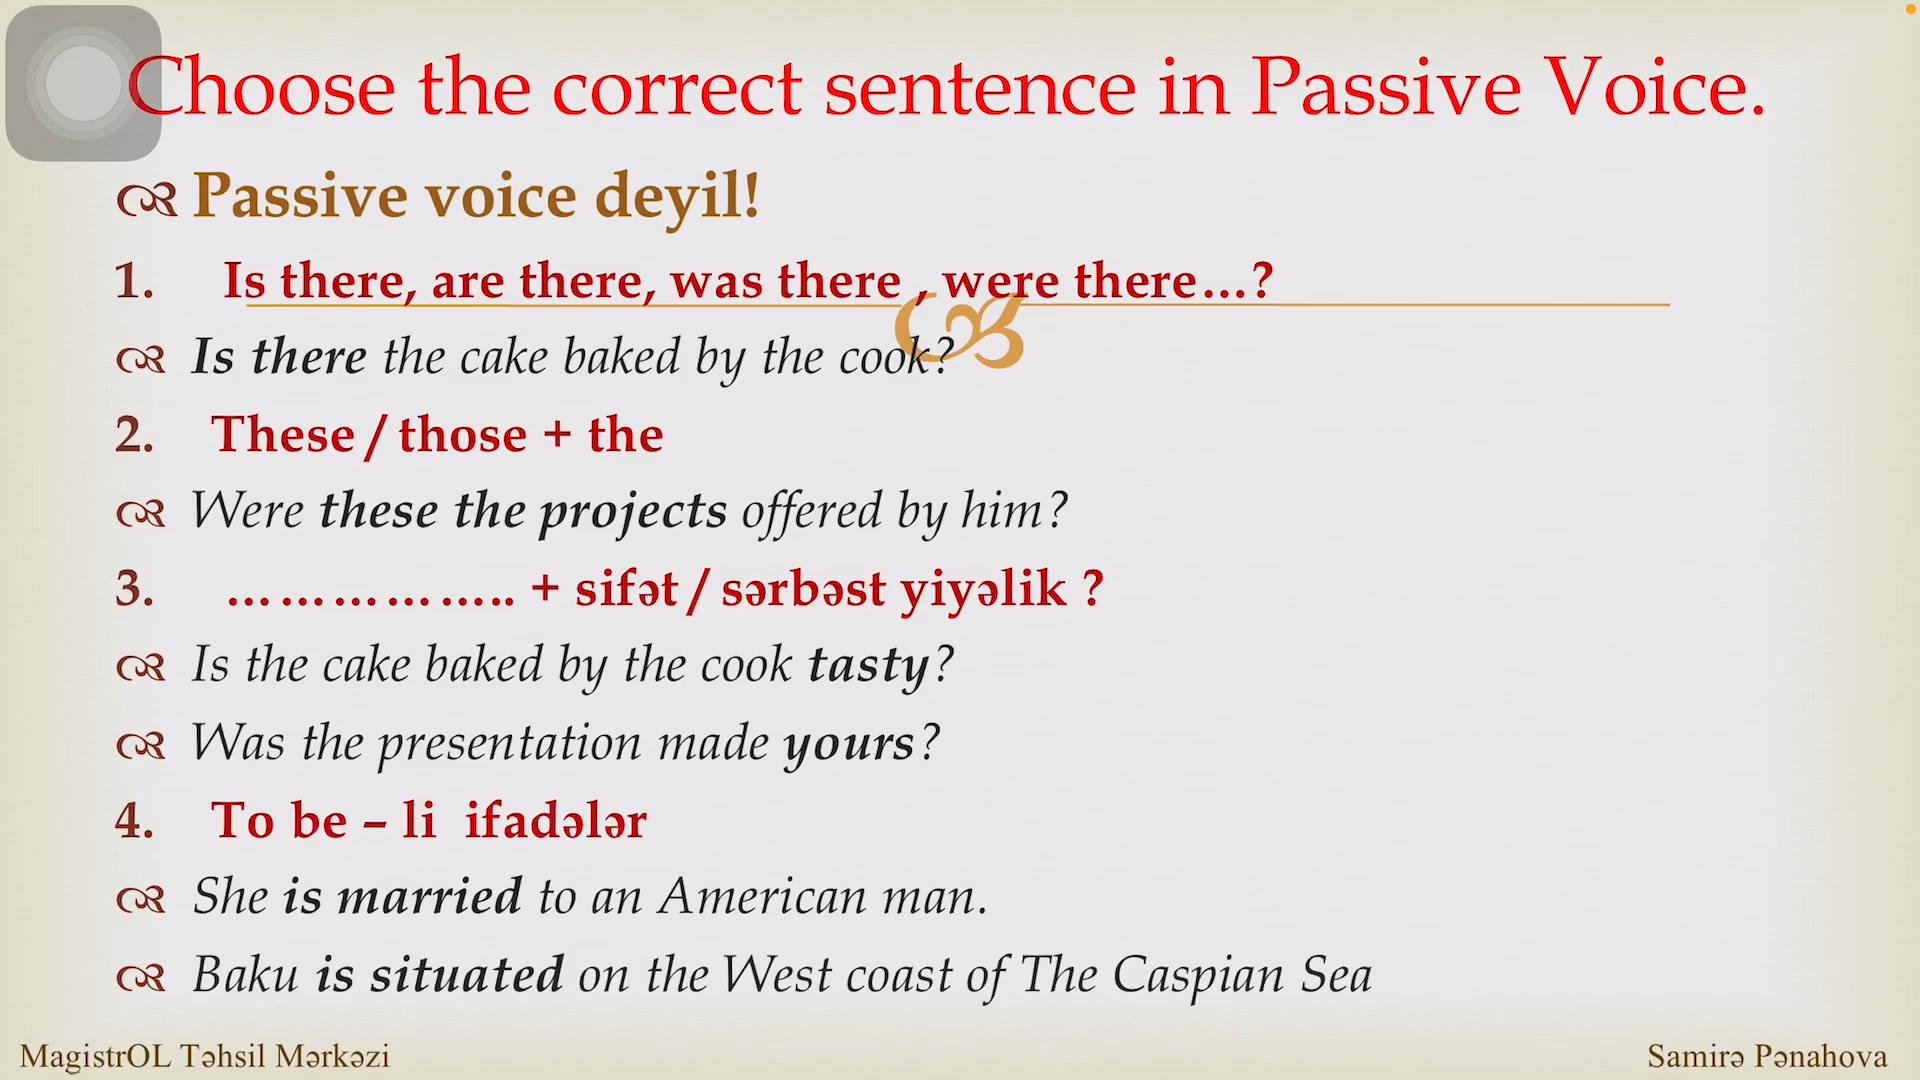 Choose the correct sentence in Passive Voice.
Passive voice deyil!
1. Is there, are there, was there , were there...?
Is there the cake baked by the cook?
2. These / those + the
Were these the projects offered by him?
3. ……………….. + sifət / sərbəst yiyəlik ?
Is the cake baked by the cook tasty?
Was the presentation made yours?
4. To be – li ifadələr
She is married to an American man.
Baku is situated on the West coast of The Caspian Sea
MagistrOL Təhsil Mərkəzi
Samirə Pənahova